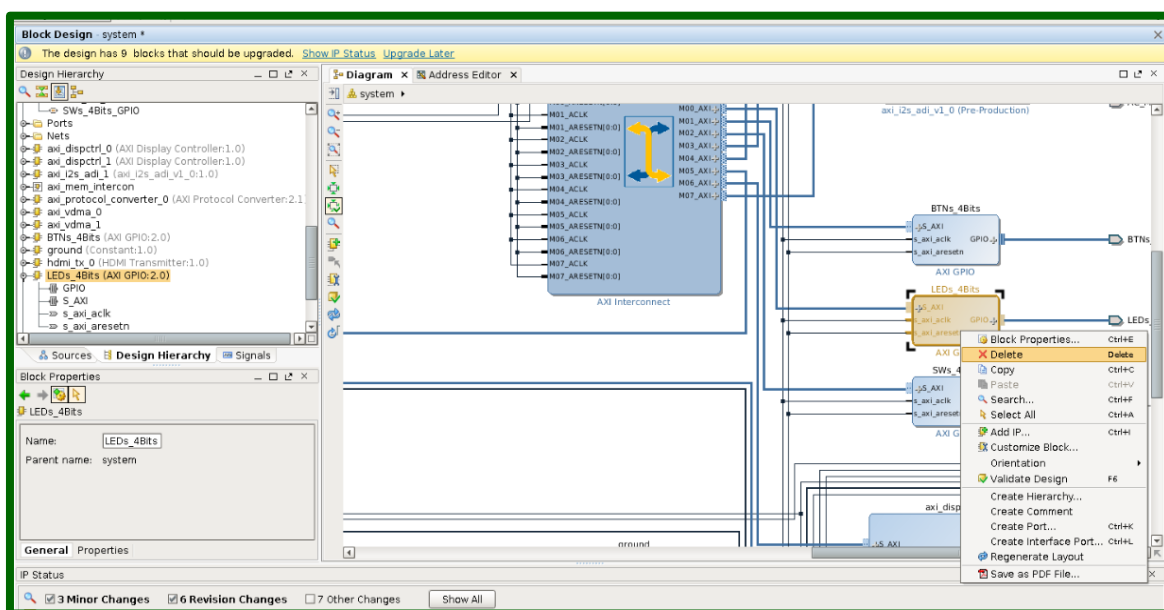 Block Design - system *
The design has 9 blocks that should be upgraded. Show IP Status Upgrade Later
Design Hierarchy
SWs_4Bits_GPIO
Ports
Nets
axi_dispctrl_0 (AXI Display Controller:1.0)
axi_dispctrl_1 (AXI Display Controller:1.0)
axi_i2s_adi_1 (axi_i2s_adi_v1_0:1.0)
axi_mem_intercon
axi_protocol_converter_0 (AXI Protocol Converter:2.1
axi_vdma_0
axi_vdma_1
BTNs_4Bits (AXI GPIO:2.0)
ground (Constant:1.0)
hdmi_tx_0 (HDMI Transmitter:1.0)
LEDs_4Bits (AXI GPIO:2.0)
GPIO
S_AXI
s_axi_aclk
s_axi_aresetn
Sources Design Hierarchy Signals
Block Properties
LEDs_4Bits
Name: LEDs_4Bits
Parent name: system
General Properties
Diagram Address Editor
system
M01_ACLK
M01_ARESETN[0:0]
M02_ACLK
M02_ARESETN[0:0]
M03_ACLK
M03_ARESETN[0:0]
M04_ACLK
M04_ARESETN[0:0]
M05_ACLK
M05_ARESETN[0:0]
M06_ACLK
M06_ARESETN[0:0]
M07_ACLK
M07_ARESETN[0:0]
M00_AXI
M01_AXI
M02_AXI
M03_AXI
M04_AXI
M05_AXI
M06_AXI
M07_AXI
AXI Interconnect
axi_i2s_adi_v1_0 (Pre-Production)
BTNs_4Bits
S_AXI
s_axi_aclk GPIO BTNs
s_axi_aresetn
AXI GPIO
LEDs_4Bits
S_AXI
s_axi_aclk GPIO LEDs_
s_axi_areset
AXI G
SWs_4
S_AXI
s_axi_aclk
s_axi_areset
AXI G
axi_disp
S_AXI
ground
Block Properties... Ctrl+E
Delete Delete
Copy Ctrl+C
Paste Ctrl+V
Search... Ctrl+F
Select All Ctrl+A
Add IP... Ctrl+I
Customize Block...
Orientation
Validate Design F6
Create Hierarchy...
Create Comment
Create Port... Ctrl+K
Create Interface Port... Ctrl+L
Regenerate Layout
Save as PDF File...
IP Status
3 Minor Changes 6 Revision Changes 7 Other Changes Show All